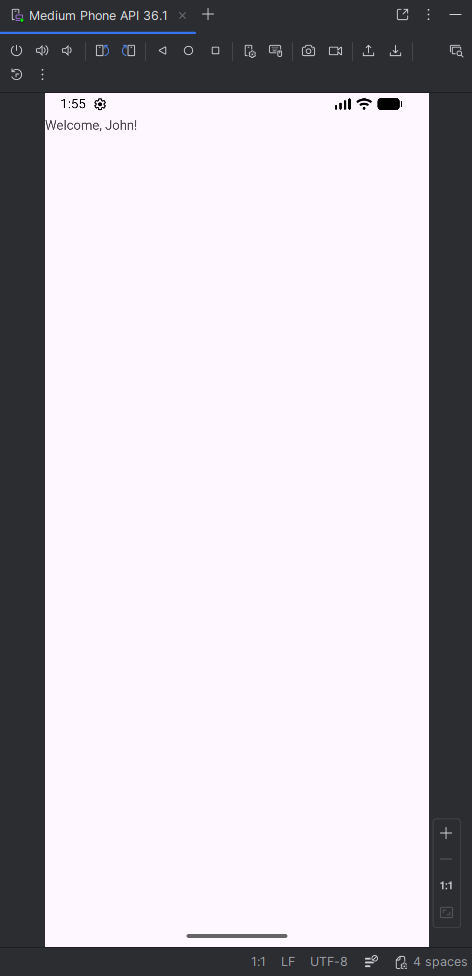 Medium Phone API 36.1
1:55
Welcome, John!
1:1
1:1 LF UTF-8 4 spaces